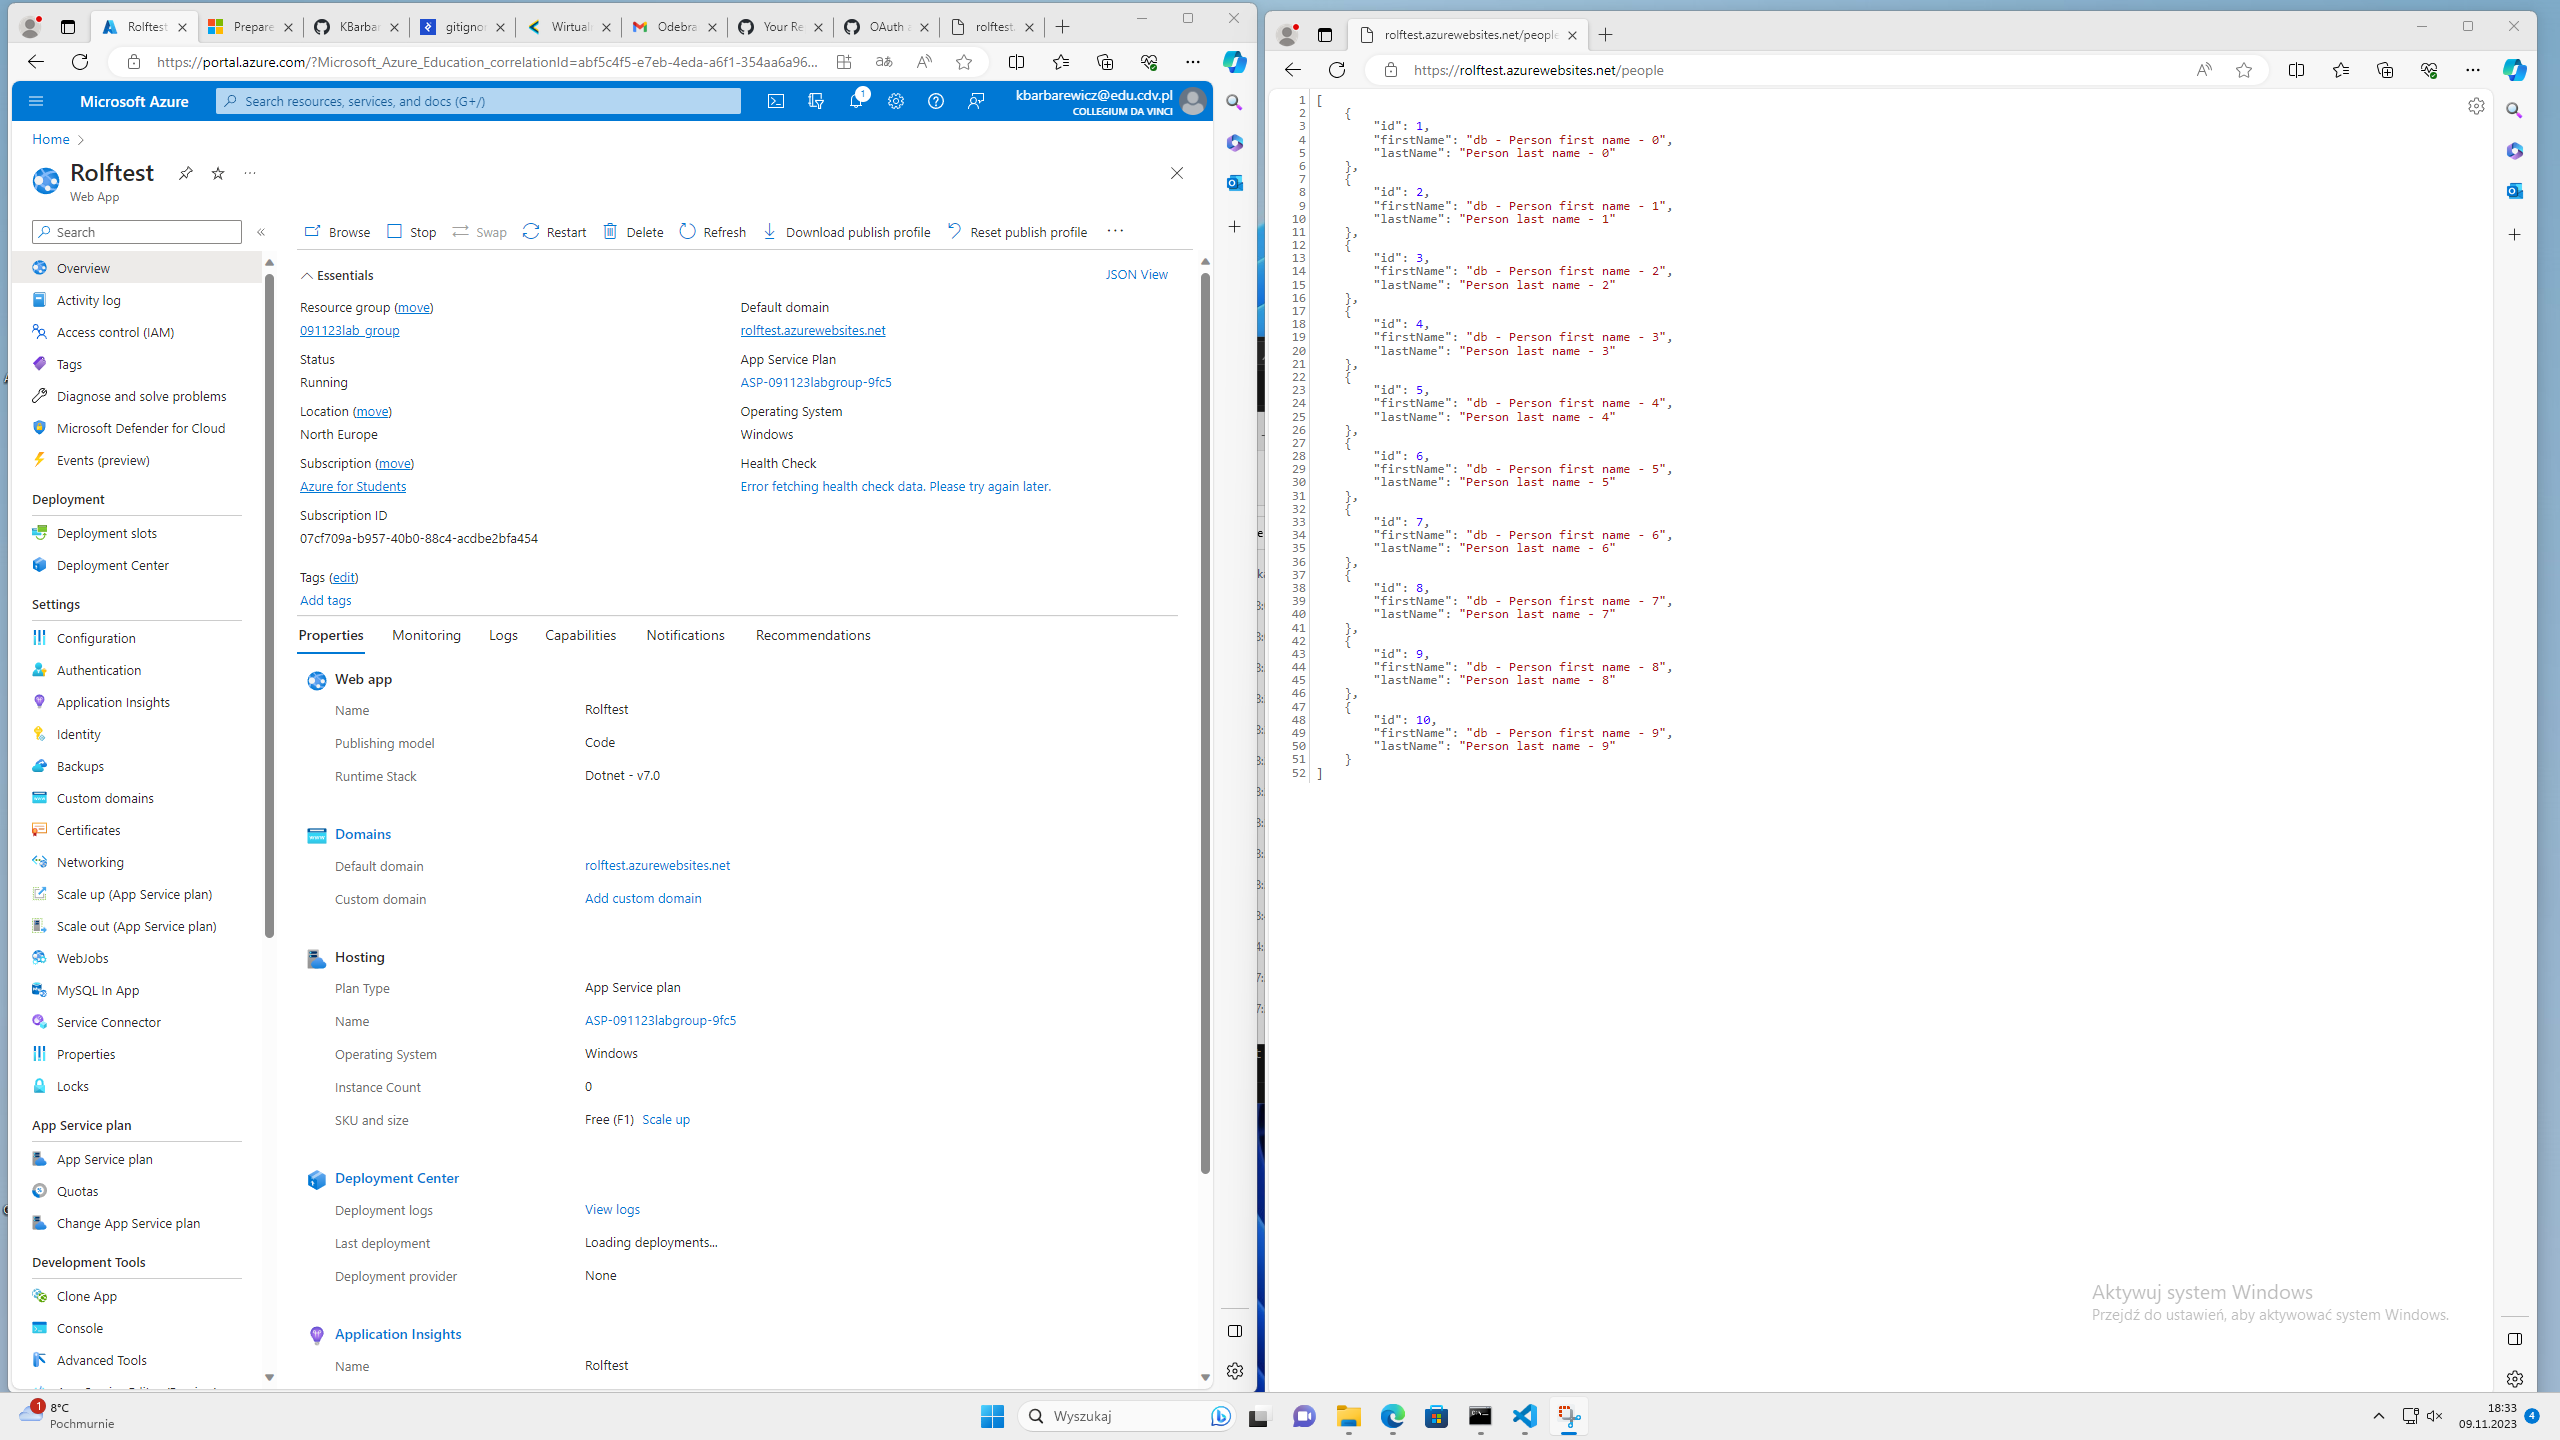 Rolftest
Prepare
KBarbar
gitignor
Wirtualr
Odebra
Your Re
OAuth a
rolftest.
https://portal.azure.com/?Microsoft_Azure_Education_correlationId=abf5c4f5-e7eb-4eda-a6f1-354aa6a96...
Microsoft Azure
Search resources, services, and docs (G+/)
1
kbarbarewicz@edu.cdv.pl
COLLEGIUM DA VINCI
Home
Rolftest
Web App
Search
Browse
Stop
Swap
Restart
Delete
Refresh
Download publish profile
Reset publish profile
Overview
Activity log
Access control (IAM)
Tags
Diagnose and solve problems
Microsoft Defender for Cloud
Events (preview)
Deployment
Deployment slots
Deployment Center
Settings
Configuration
Authentication
Application Insights
Identity
Backups
Custom domains
Certificates
Networking
Scale up (App Service plan)
Scale out (App Service plan)
WebJobs
MySQL In App
Service Connector
Properties
Locks
App Service plan
App Service plan
Quotas
Change App Service plan
Development Tools
Clone App
Console
Advanced Tools
Essentials
JSON View
Resource group (move)
091123lab_group
Status
Running
Location (move)
North Europe
Subscription (move)
Azure for Students
Subscription ID
07cf709a-b957-40b0-88c4-acdbe2bfa454
Tags (edit)
Add tags
Default domain
rolftest.azurewebsites.net
App Service Plan
ASP-091123labgroup-9fc5
Operating System
Windows
Health Check
Error fetching health check data. Please try again later.
Properties
Monitoring
Logs
Capabilities
Notifications
Recommendations
Web app
Name Rolftest
Publishing model Code
Runtime Stack Dotnet - v7.0
Domains
Default domain rolftest.azurewebsites.net
Custom domain Add custom domain
Hosting
Plan Type App Service plan
Name ASP-091123labgroup-9fc5
Operating System Windows
Instance Count 0
SKU and size Free (F1) Scale up
Deployment Center
Deployment logs View logs
Last deployment Loading deployments...
Deployment provider None
Application Insights
Name Rolftest
rolftest.azurewebsites.net/people
https://rolftest.azurewebsites.net/people
1 [
2 {
3 "id": 1,
4 "firstName": "db - Person first name - 0",
5 "lastName": "Person last name - 0"
6 },
7 {
8 "id": 2,
9 "firstName": "db - Person first name - 1",
10 "lastName": "Person last name - 1"
11 },
12 {
13 "id": 3,
14 "firstName": "db - Person first name - 2",
15 "lastName": "Person last name - 2"
16 },
17 {
18 "id": 4,
19 "firstName": "db - Person first name - 3",
20 "lastName": "Person last name - 3"
21 },
22 {
23 "id": 5,
24 "firstName": "db - Person first name - 4",
25 "lastName": "Person last name - 4"
26 },
27 {
28 "id": 6,
29 "firstName": "db - Person first name - 5",
30 "lastName": "Person last name - 5"
31 },
32 {
33 "id": 7,
34 "firstName": "db - Person first name - 6",
35 "lastName": "Person last name - 6"
36 },
37 {
38 "id": 8,
39 "firstName": "db - Person first name - 7",
40 "lastName": "Person last name - 7"
41 },
42 {
43 "id": 9,
44 "firstName": "db - Person first name - 8",
45 "lastName": "Person last name - 8"
46 },
47 {
48 "id": 10,
49 "firstName": "db - Person first name - 9",
50 "lastName": "Person last name - 9"
51 }
52 ]
Aktywuj system Windows
Przejdź do ustawień, aby aktywować system Windows.
1
8°C
Pochmurnie
Wyszukaj
18:33
09.11.2023
4